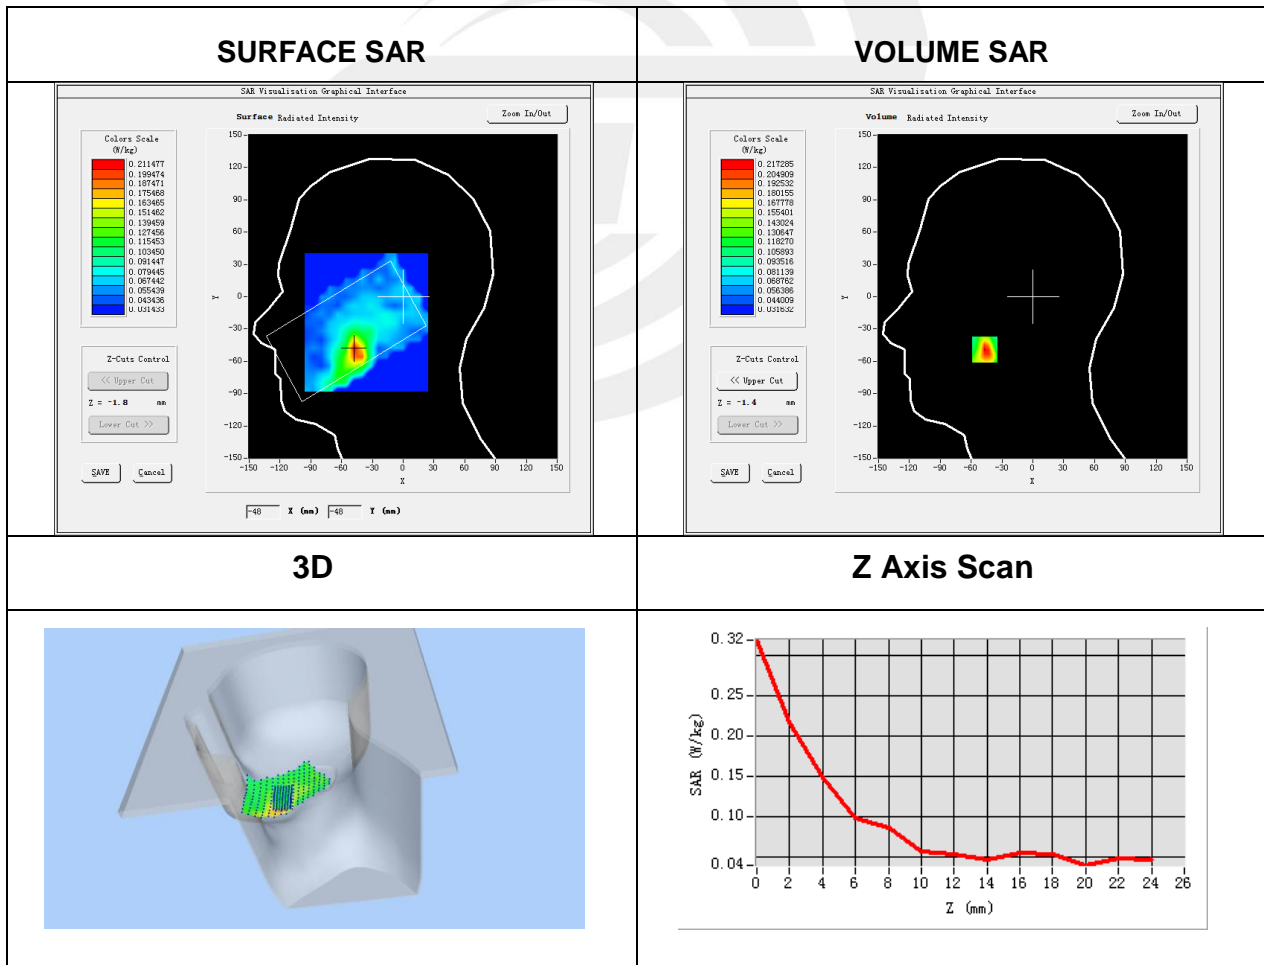 SURFACE SAR
VOLUME SAR
SAR Visualisation Graphical Interface
Surface Radiated Intensity
Zoom In/Out
Colors Scale
(W/kg)
0.211477
0.199474
0.187471
0.175468
0.163465
0.151462
0.139459
0.127456
0.115453
0.103450
0.091447
0.079445
0.067442
0.055439
0.043436
0.031433
Z-Cuts Control
<< Upper Cut
Z = -1.8 mm
Lower Cut >>
SAVE Cancel
150
120
90
60
30
0
-30
-60
-90
-120
-150
Y
-150 -120 -90 -60 -30 0 30 60 90 120 150
X
-48 X (mm) -48 Y (mm)
SAR Visualisation Graphical Interface
Volume Radiated Intensity
Zoom In/Out
Colors Scale
(W/kg)
0.217285
0.204909
0.192532
0.180155
0.167778
0.155401
0.143024
0.130647
0.118270
0.105893
0.093516
0.081139
0.068762
0.056386
0.044009
0.031632
Z-Cuts Control
<< Upper Cut
Z = -1.4 mm
Lower Cut >>
SAVE Cancel
150
120
90
60
30
0
-30
-60
-90
-120
-150
Y
-150 -120 -90 -60 -30 0 30 60 90 120 150
X
3D
Z Axis Scan
0.32
0.25
0.20
0.15
0.10
0.04
SAR (W/kg)
0 2 4 6 8 10 12 14 16 18 20 22 24 26
Z (mm)